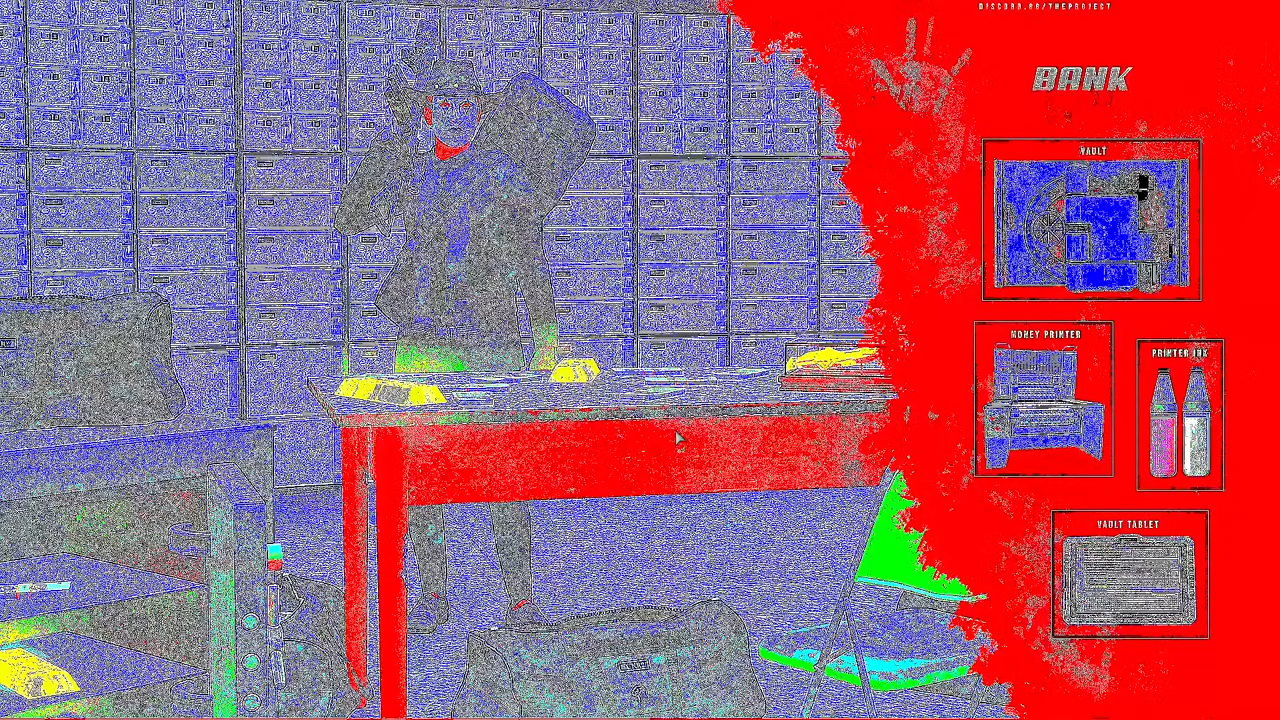 DISCORD.GG/THEPROJECT
BANK
VAULT
MONEY PRINTER
PRINTER INK
VAULT TABLET